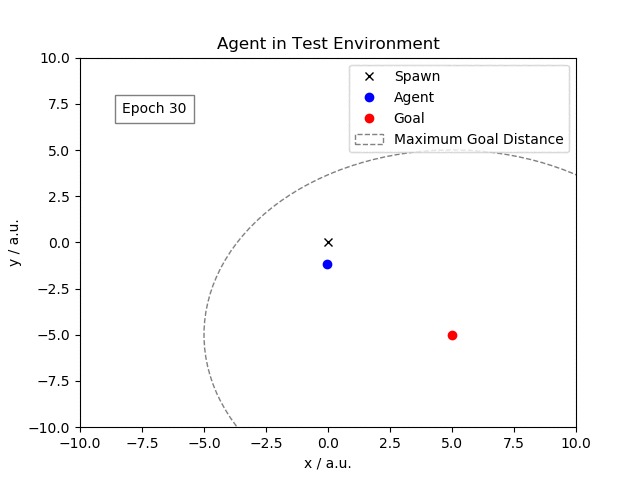 Agent in Test Environment
Epoch 30
Spawn
Agent
Goal
Maximum Goal Distance
y / a.u.
10.0
7.5
5.0
2.5
0.0
−2.5
−5.0
−7.5
−10.0
−10.0 −7.5 −5.0 −2.5 0.0 2.5 5.0 7.5 10.0
x / a.u.